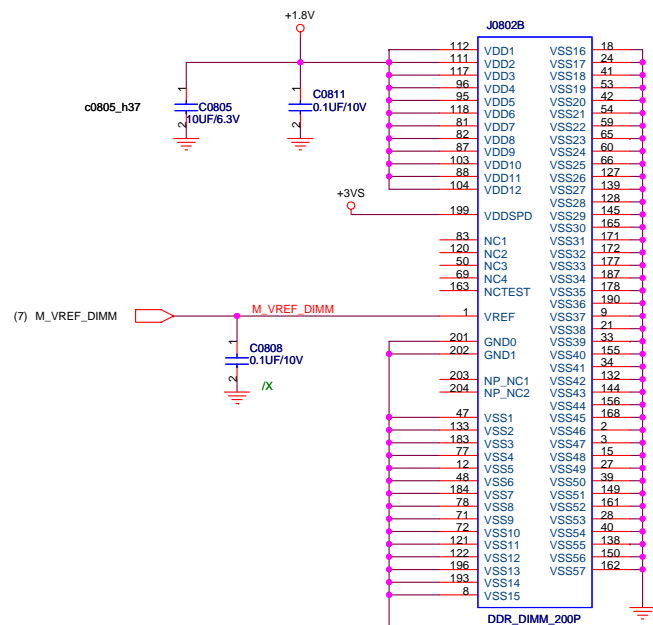 +1.8V
J0802B
112 VDD1 VSS16 18
111 VDD2 VSS17 24
117 VDD3 VSS18 41
96 VDD4 VSS19 53
95 VDD5 VSS20 42
118 VDD6 VSS21 54
81 VDD7 VSS22 59
82 VDD8 VSS23 65
87 VDD9 VSS24 60
103 VDD10 VSS25 66
88 VDD11 VSS26 127
104 VDD12 VSS27 139
VSS28 128
199 VDDSPD VSS29 145
VSS30 165
83 NC1 VSS31 171
120 NC2 VSS32 172
50 NC3 VSS33 177
69 NC4 VSS34 187
163 NCTEST VSS35 178
VSS36 190
1 VREF VSS37 9
VSS38 21
201 GND0 VSS39 33
202 GND1 VSS40 155
VSS41 34
203 NP_NC1 VSS42 132
204 NP_NC2 VSS43 144
VSS44 156
47 VSS1 VSS45 168
133 VSS2 VSS46 2
183 VSS3 VSS47 3
77 VSS4 VSS48 15
12 VSS5 VSS49 27
48 VSS6 VSS50 39
184 VSS7 VSS51 149
78 VSS8 VSS52 161
71 VSS9 VSS53 28
72 VSS10 VSS54 40
121 VSS11 VSS55 138
122 VSS12 VSS56 150
196 VSS13 VSS57 162
193 VSS14
8 VSS15
DDR_DIMM_200P
c0805_h37
1
C0805
10UF/6.3V
2
1
C0811
0.1UF/10V
2
+3VS
(7) M_VREF_DIMM
M_VREF_DIMM
1
C0808
0.1UF/10V
2
/X